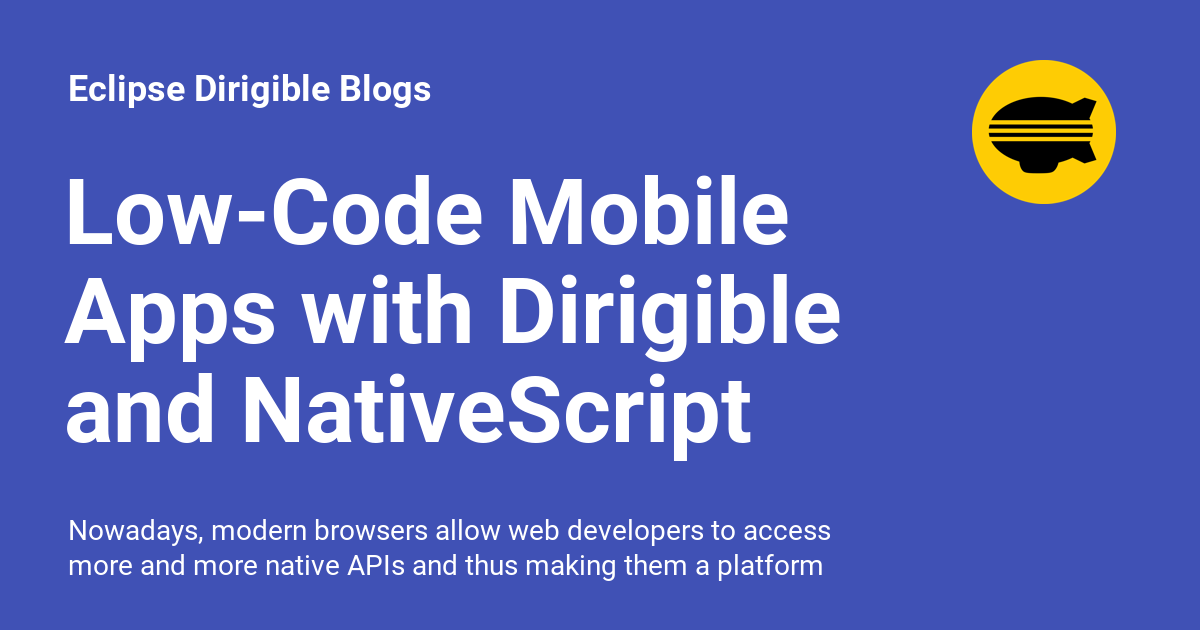 Eclipse Dirigible Blogs
Low-Code Mobile
Apps with Dirigible
and NativeScript
Nowadays, modern browsers allow web developers to access
more and more native APIs and thus making them a platform